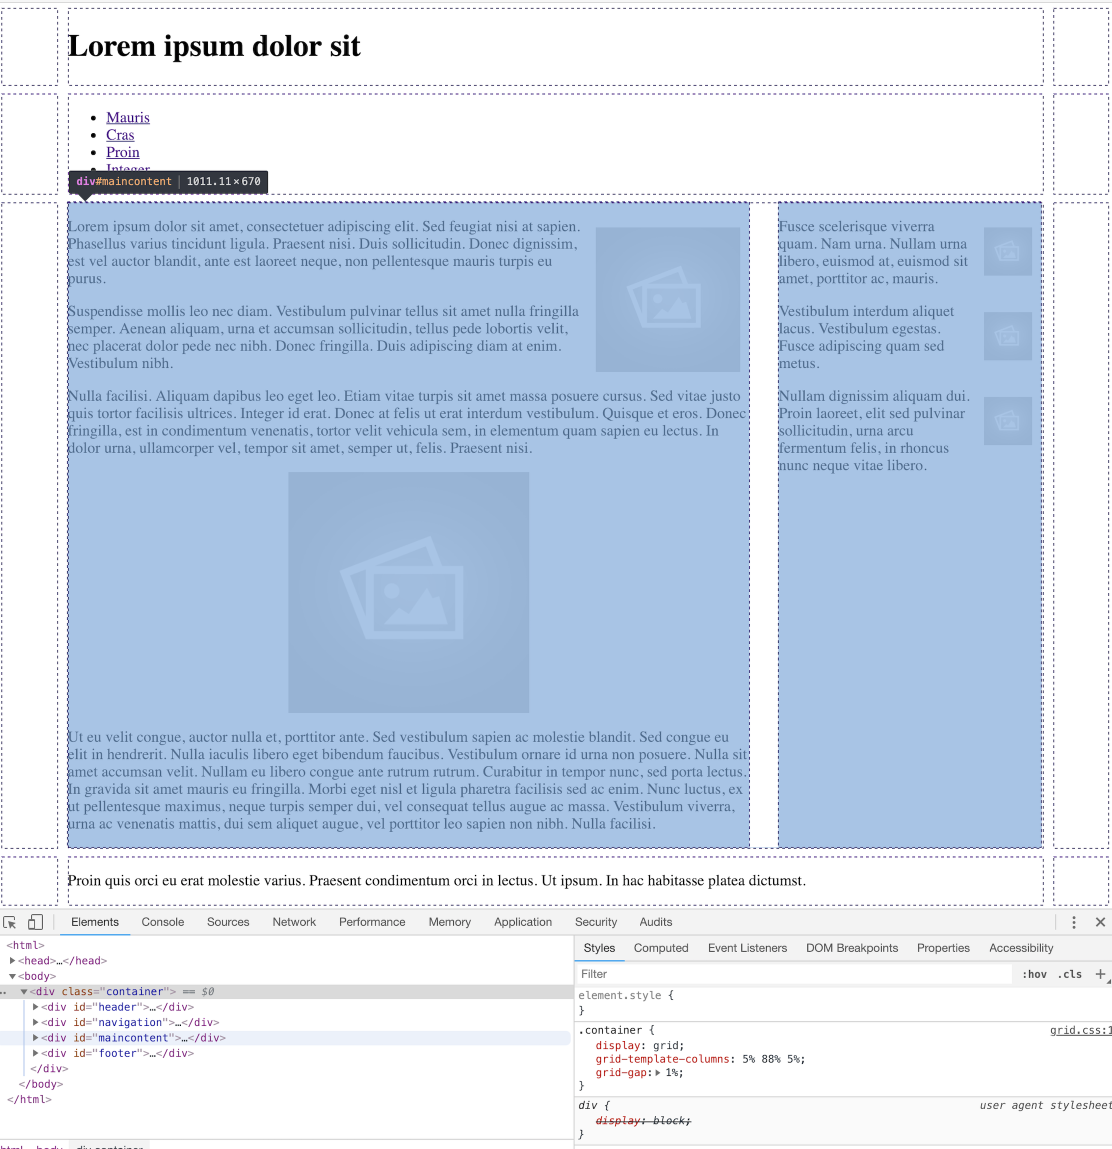 Lorem ipsum dolor sit
Mauris
Cras
Proin
Integer
div#maincontent | 1011.11×670
Lorem ipsum dolor sit amet, consectetuer adipiscing elit. Sed feugiat nisi at sapien.
Phasellus varius tincidunt ligula. Praesent nisi. Duis sollicitudin. Donec dignissim,
est vel auctor blandit, ante est laoreet neque, non pellentesque mauris turpis eu
purus.
Suspendisse mollis leo nec diam. Vestibulum pulvinar tellus sit amet nulla fringilla
semper. Aenean aliquam, urna et accumsan sollicitudin, tellus pede lobortis velit,
nec placerat dolor pede nec nibh. Donec fringilla. Duis adipiscing diam at enim.
Vestibulum nibh.
Nulla facilisi. Aliquam dapibus leo eget leo. Etiam vitae turpis sit amet massa posuere cursus. Sed vitae justo
quis tortor facilisis ultrices. Integer id erat. Donec at felis ut erat interdum vestibulum. Quisque et eros. Donec
fringilla, est in condimentum venenatis, tortor velit vehicula sem, in elementum quam sapien eu lectus. In
dolor urna, ullamcorper vel, tempor sit amet, semper ut, felis. Praesent nisi.
Ut eu velit congue, auctor nulla et, porttitor ante. Sed vestibulum sapien ac molestie blandit. Sed congue eu
elit in hendrerit. Nulla iaculis libero eget bibendum faucibus. Vestibulum ornare id urna non posuere. Nulla sit
amet accumsan velit. Nullam eu libero congue ante rutrum rutrum. Curabitur in tempor nunc, sed porta lectus.
In gravida sit amet mauris eu fringilla. Morbi eget nisl et ligula pharetra facilisis sed ac enim. Nunc luctus, ex
ut pellentesque maximus, neque turpis semper dui, vel consequat tellus augue ac massa. Vestibulum viverra,
urna ac venenatis mattis, dui sem aliquet augue, vel porttitor leo sapien non nibh. Nulla facilisi.
Fusce scelerisque viverra
quam. Nam urna. Nullam urna
libero, euismod at, euismod sit
amet, porttitor ac, mauris.
Vestibulum interdum aliquet
lacus. Vestibulum egestas.
Fusce adipiscing quam sed
metus.
Nullam dignissim aliquam dui.
Proin laoreet, elit sed pulvinar
sollicitudin, urna arcu
fermentum felis, in rhoncus
nunc neque vitae libero.
Proin quis orci eu erat molestie varius. Praesent condimentum orci in lectus. Ut ipsum. In hac habitasse platea dictumst.
Elements Console Sources Network Performance Memory Application Security Audits
<html>
<head>…</head>
<body>
<div class="container"> == $0
<div id="header">…</div>
<div id="navigation">…</div>
<div id="maincontent">…</div>
<div id="footer">…</div>
</div>
</body>
</html>
html body div.container
Styles Computed Event Listeners DOM Breakpoints Properties Accessibility
Filter :hov .cls +
element.style {
}
.container { grid.css:1
display: grid;
grid-template-columns: 5% 88% 5%;
grid-gap: 1%;
}
div { user agent stylesheet
display: block;
}